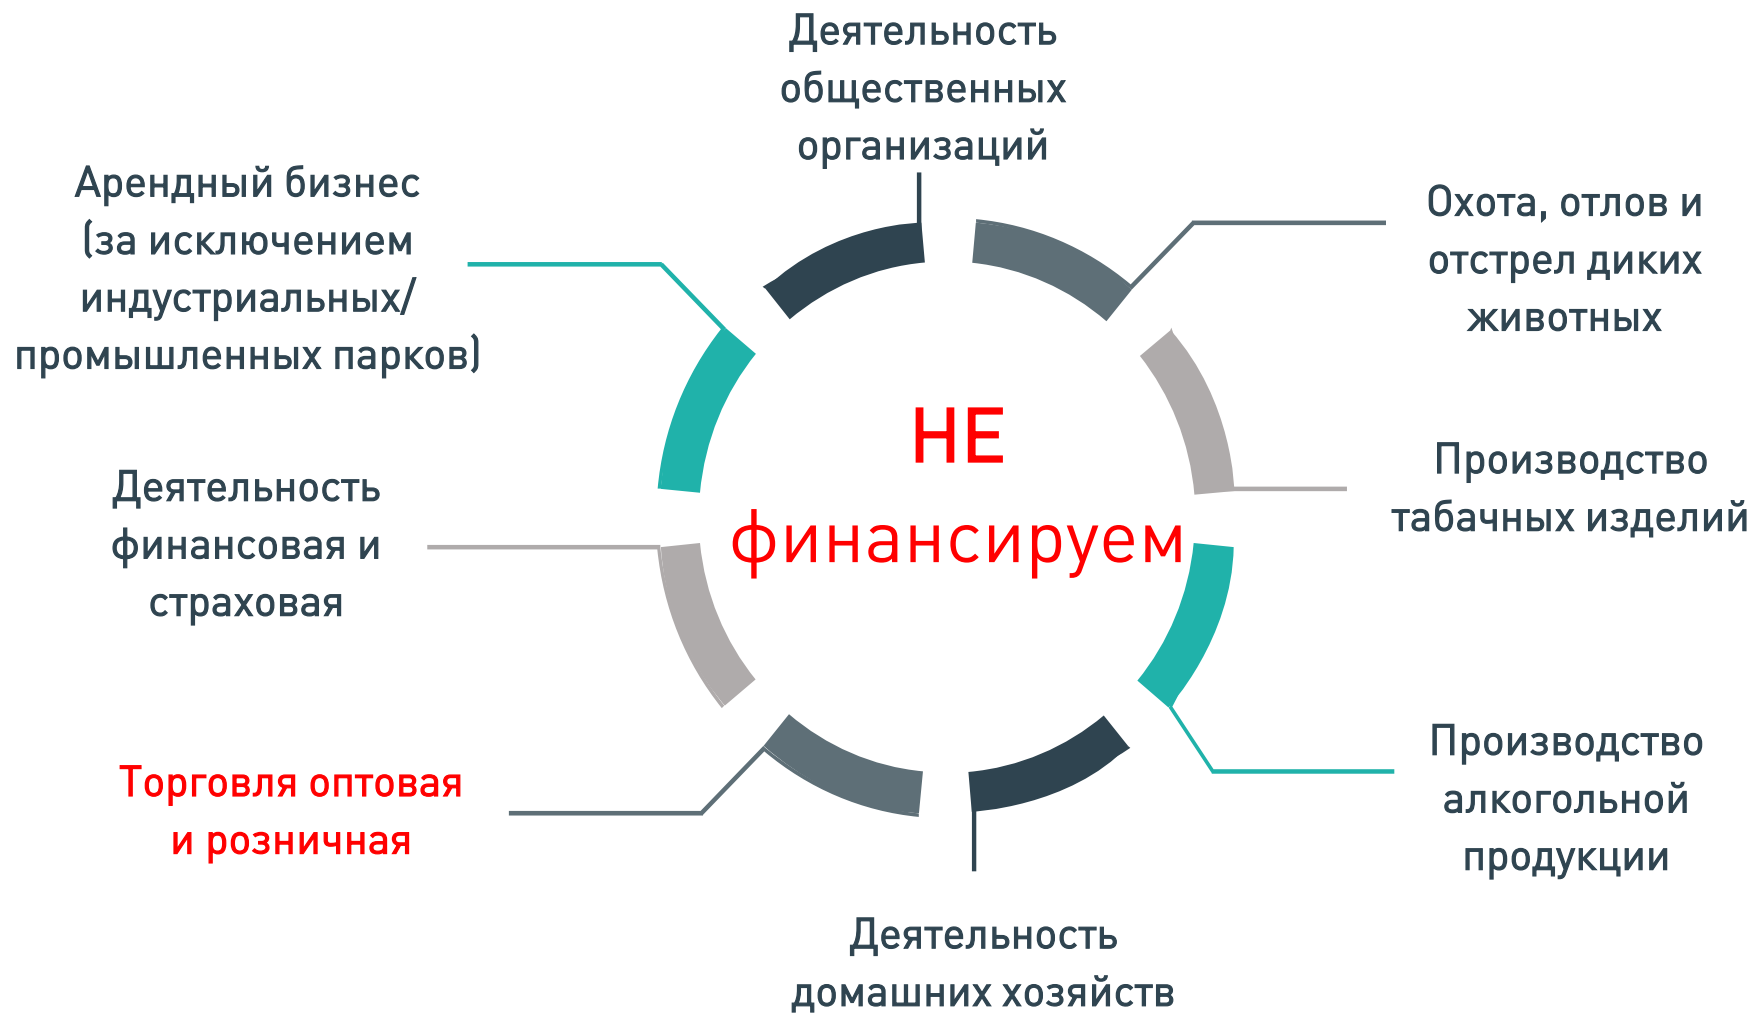 Деятельность
общественных
организаций
Арендный бизнес
(за исключением
индустриальных/
промышленных парков)
Охота, отлов и
отстрел диких
животных
НЕ
финансируем
Деятельность
финансовая и
страховая
Производство
табачных изделий
Торговля оптовая
и розничная
Производство
алкогольной
продукции
Деятельность
домашних хозяйств